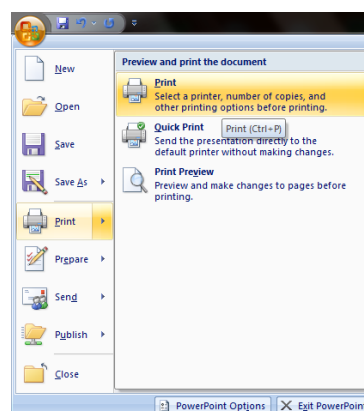 New
Open
Save
Save As
Print
Prepare
Send
Publish
Close
Preview and print the document
Print
Select a printer, number of copies, and
other printing options before printing.
Quick Print
Print (Ctrl+P)
Send the presentation directly to the
default printer without making changes.
Print Preview
Preview and make changes to pages before
printing.
PowerPoint Options
Exit PowerPoint